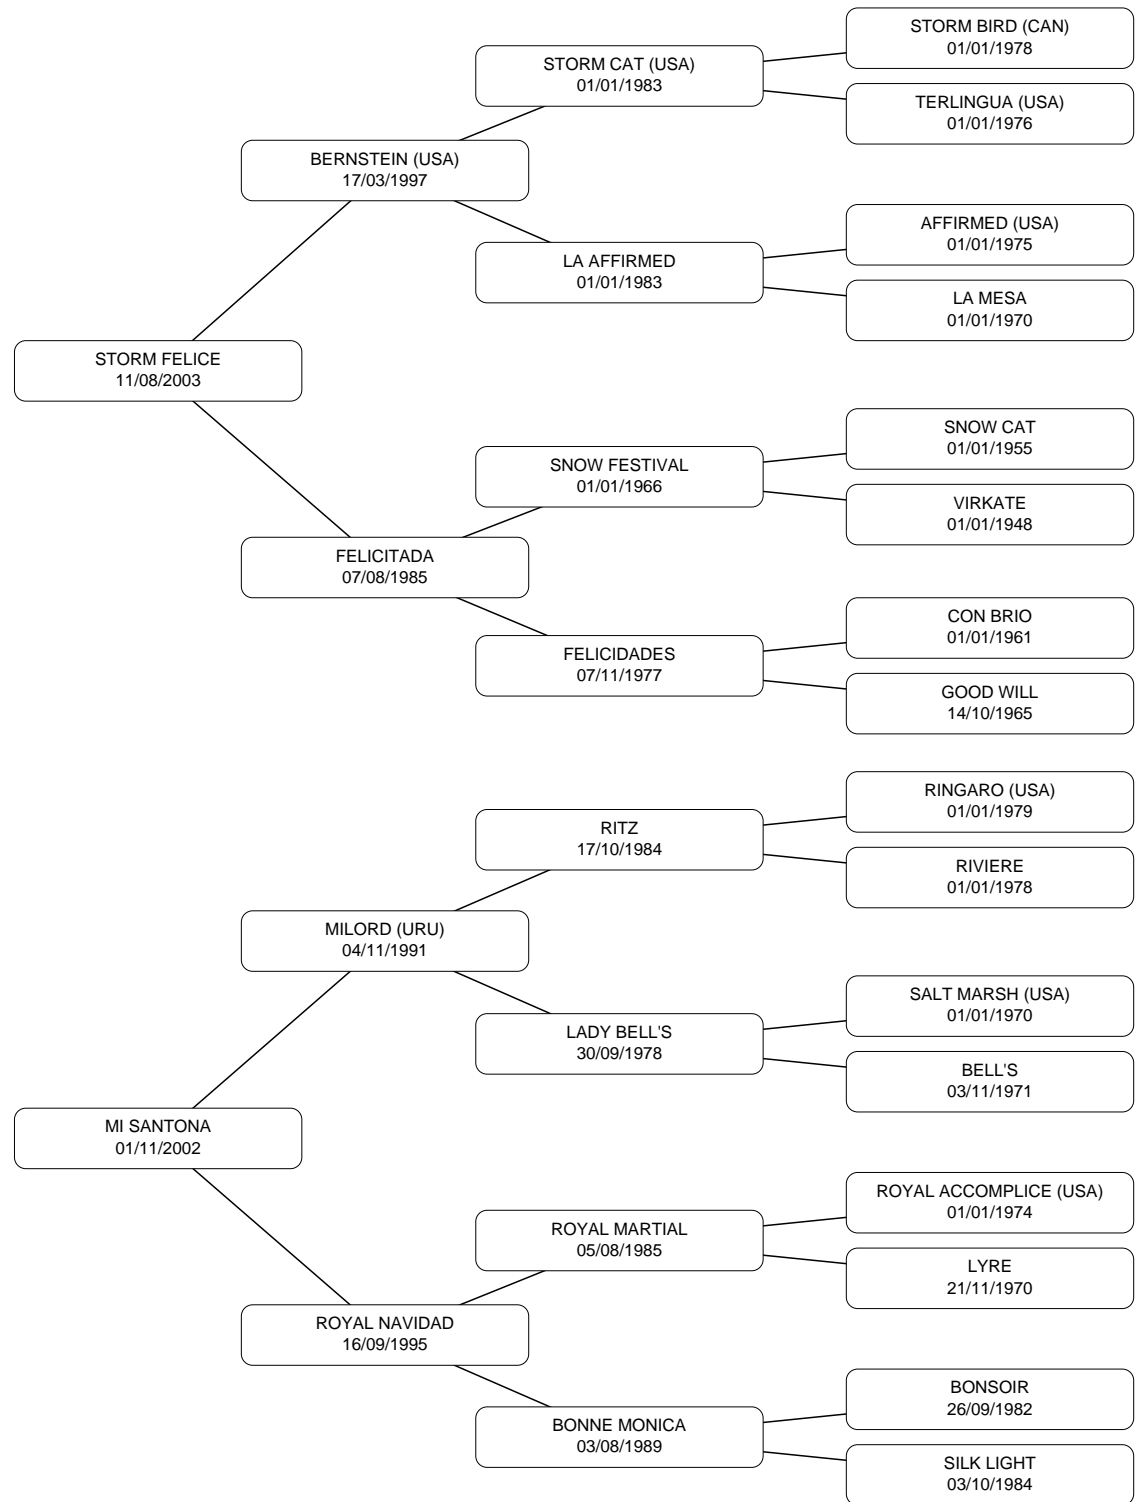 STORM BIRD (CAN)
01/01/1978
STORM CAT (USA)
01/01/1983
TERLINGUA (USA)
01/01/1976
BERNSTEIN (USA)
17/03/1997
AFFIRMED (USA)
01/01/1975
LA AFFIRMED
01/01/1983
LA MESA
01/01/1970
STORM FELICE
11/08/2003
SNOW CAT
01/01/1955
SNOW FESTIVAL
01/01/1966
VIRKATE
01/01/1948
FELICITADA
07/08/1985
CON BRIO
01/01/1961
FELICIDADES
07/11/1977
GOOD WILL
14/10/1965
RINGARO (USA)
01/01/1979
RITZ
17/10/1984
RIVIERE
01/01/1978
MILORD (URU)
04/11/1991
SALT MARSH (USA)
01/01/1970
LADY BELL'S
30/09/1978
BELL'S
03/11/1971
MI SANTONA
01/11/2002
ROYAL ACCOMPLICE (USA)
01/01/1974
ROYAL MARTIAL
05/08/1985
LYRE
21/11/1970
ROYAL NAVIDAD
16/09/1995
BONSOIR
26/09/1982
BONNE MONICA
03/08/1989
SILK LIGHT
03/10/1984